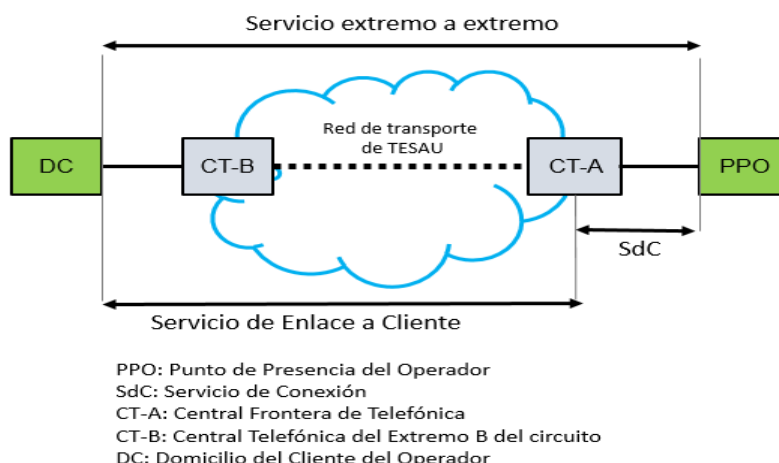 Servicio extremo a extremo
Red de transporte
de TESAU
DC
CT-B
CT-A
PPO
SdC
Servicio de Enlace a Cliente
PPO: Punto de Presencia del Operador
SdC: Servicio de Conexión
CT-A: Central Frontera de Telefónica
CT-B: Central Telefónica del Extremo B del circuito
DC: Domicilio del Cliente del Operador